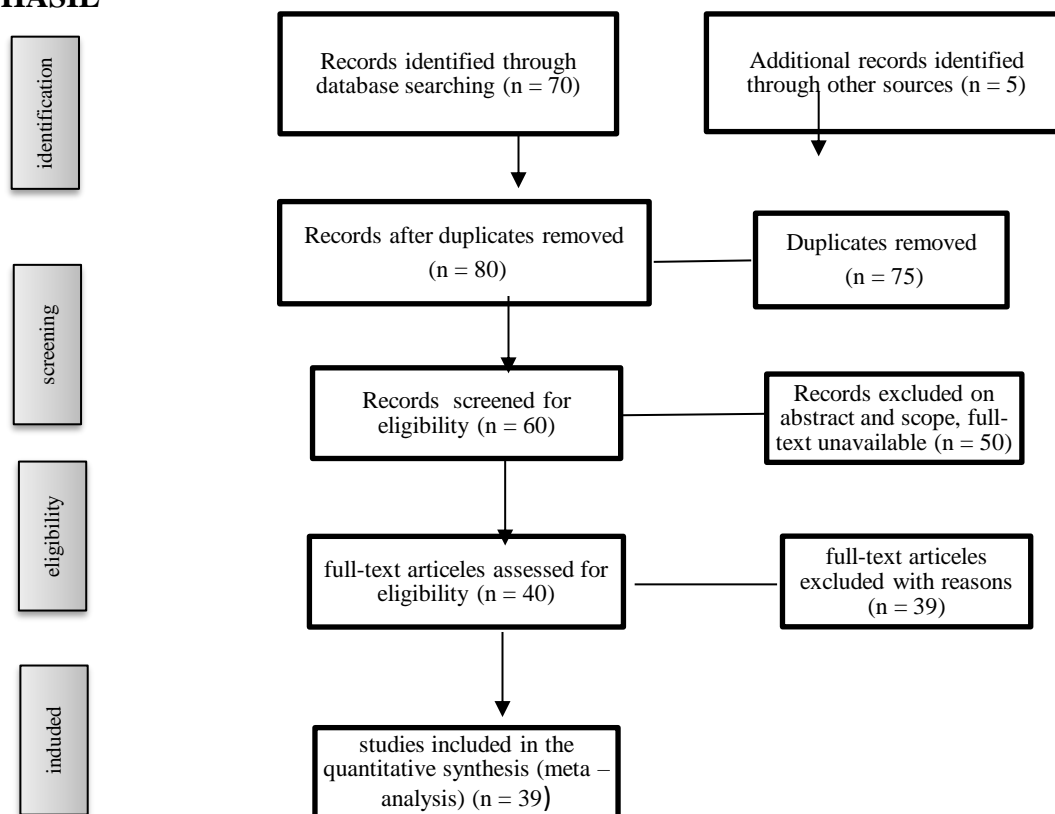 HASIL
identification
Records identified through
database searching (n = 70)
Additional records identified
through other sources (n = 5)
screening
Records after duplicates removed
(n = 80)
Duplicates removed
(n = 75)
Records screened for
eligibility (n = 60)
Records excluded on
abstract and scope, full-
text unavailable (n = 50)
eligibility
full-text articeles assessed for
eligibility (n = 40)
full-text articeles
excluded with reasons
(n = 39)
induded
studies included in the
quantitative synthesis (meta –
analysis) (n = 39)